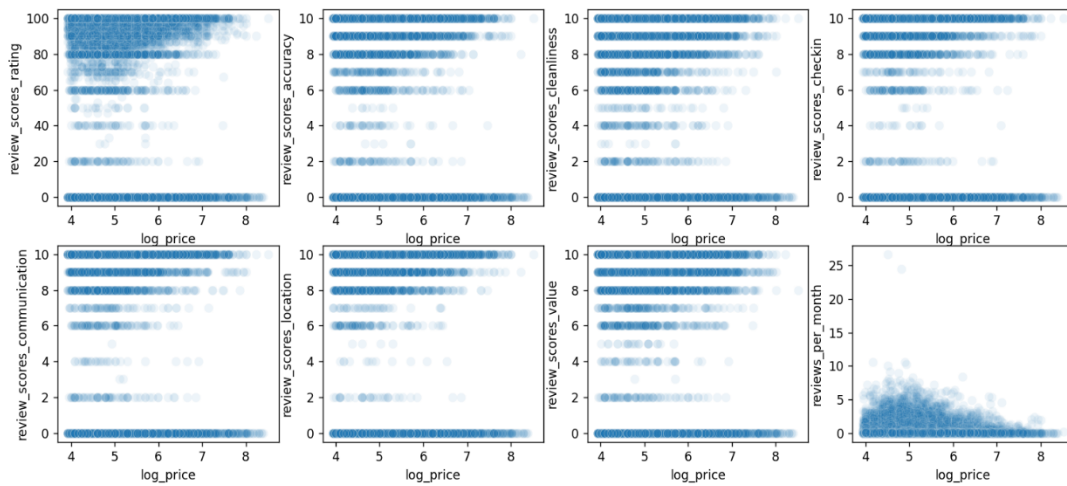 review_scores_rating
100
80
60
40
20
0
4 5 6 7 8
log_price
review_scores_accuracy
10
8
6
4
2
0
4 5 6 7 8
log_price
review_scores_cleanliness
10
8
6
4
2
0
4 5 6 7 8
log_price
review_scores_checkin
10
8
6
4
2
0
4 5 6 7 8
log_price
review_scores_communication
10
8
6
4
2
0
4 5 6 7 8
log_price
review_scores_location
10
8
6
4
2
0
4 5 6 7 8
log_price
review_scores_value
10
8
6
4
2
0
4 5 6 7 8
log_price
reviews_per_month
25
20
15
10
5
0
4 5 6 7 8
log_price